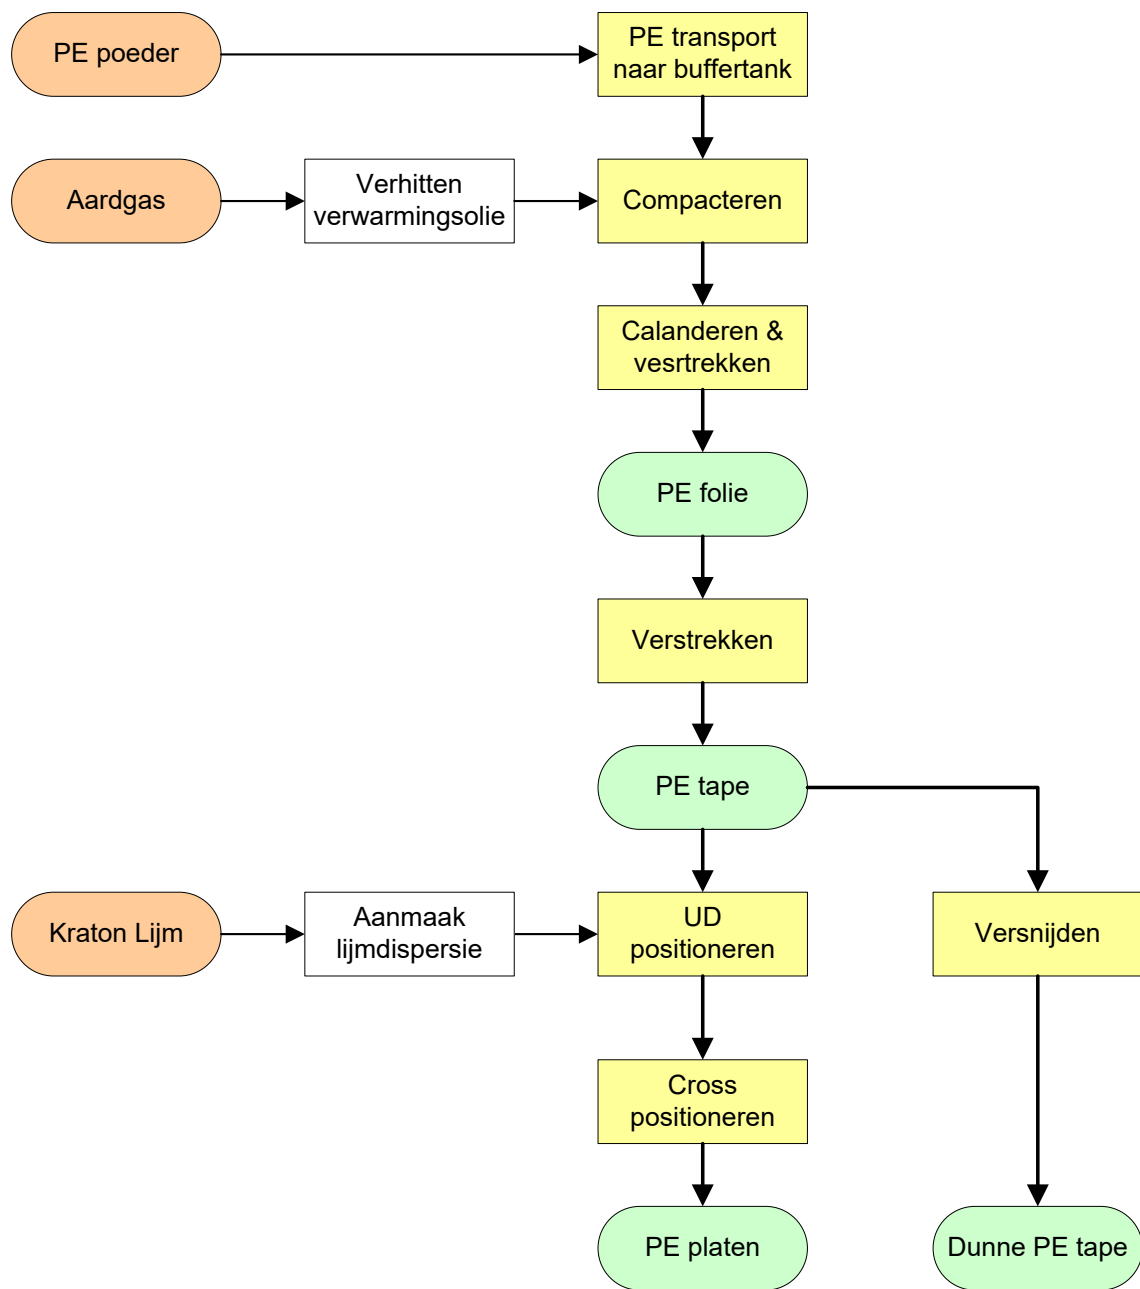 PE poeder
PE transport
naar buffertank
Aardgas
Verhitten
verwarmingsolie
Compacteren
Calanderen &
vesrtrekken
PE folie
Verstrekken
PE tape
Kraton Lijm
Aanmaak
lijmdispersie
UD
positioneren
Versnijden
Cross
positioneren
PE platen
Dunne PE tape